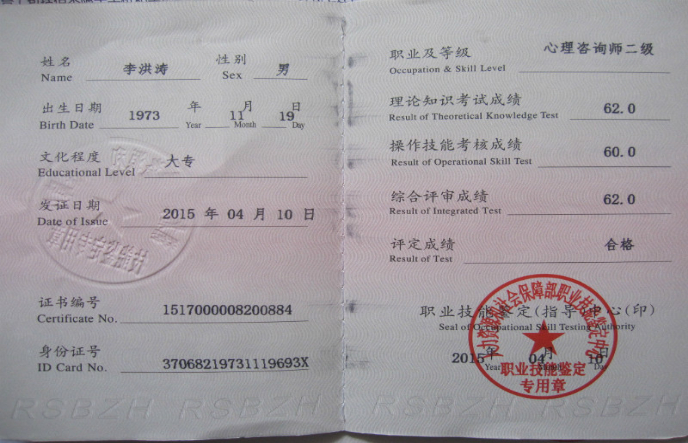 姓名 李洪涛 性别 男
Name Sex
出生日期 1973 年 11 月 19 日
Birth Date Year Month Day
文化程度 大专
Educational Level
发证日期 2015 年 04 月 10 日
Date of Issue
证书编号 1517000008200884
Certificate No.
身份证号 37068219731119693X
ID Card No.
RSBZH RSBZH
职业及等级 心理咨询师二级
Occupation & Skill Level
理论知识考试成绩 62.0
Result of Theoretical Knowledge Test
操作技能考核成绩 60.0
Result of Operational Skill Test
综合评审成绩 62.0
Result of Integrated Test
评定成绩 合格
Result of Test
职业技能鉴定(指导)中心(印)
Seal of Occupational Skill Testing Authority
2015 年 04 月 10 日
Year Day
职业技能鉴定
专用章
RSBZH RSBZH